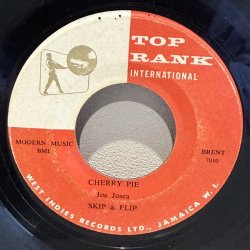 TOP
RANK
INTERNATIONAL
MODERN MUSIC
BMI
BRENT
7010
CHERRY PIE
Joe Josea
SKIP & FLIP
WEST INDIES RECORDS LTD., JAMAICA W. I.